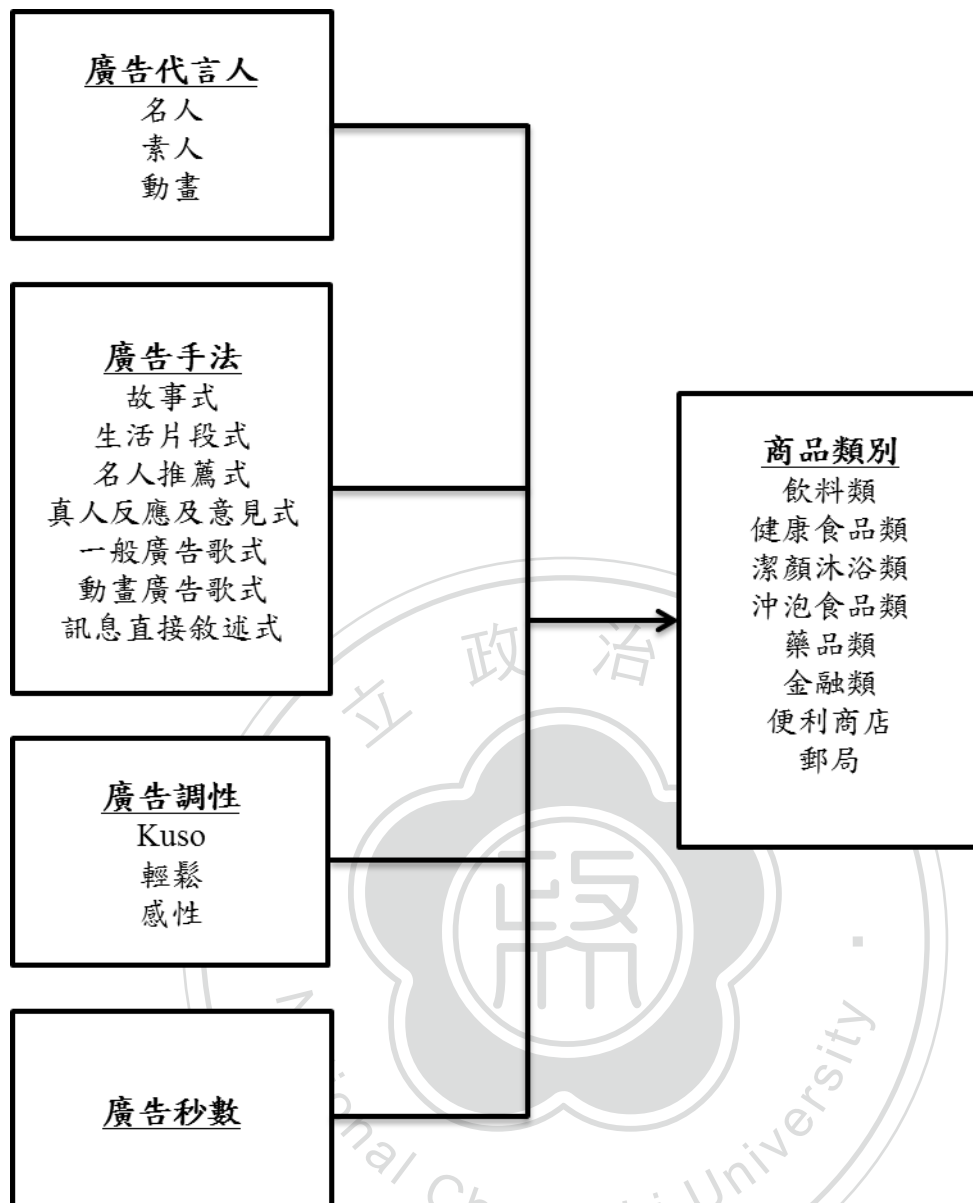 廣告代言人
名人
素人
動畫
廣告手法
故事式
生活片段式
名人推薦式
真人反應及意見式
一般廣告歌式
動畫廣告歌式
訊息直接敘述式
廣告調性
Kuso
輕鬆
感性
廣告秒數
商品類別
飲料類
健康食品類
潔顏沐浴類
沖泡食品類
藥品類
金融類
便利商店
郵局
立政治
University